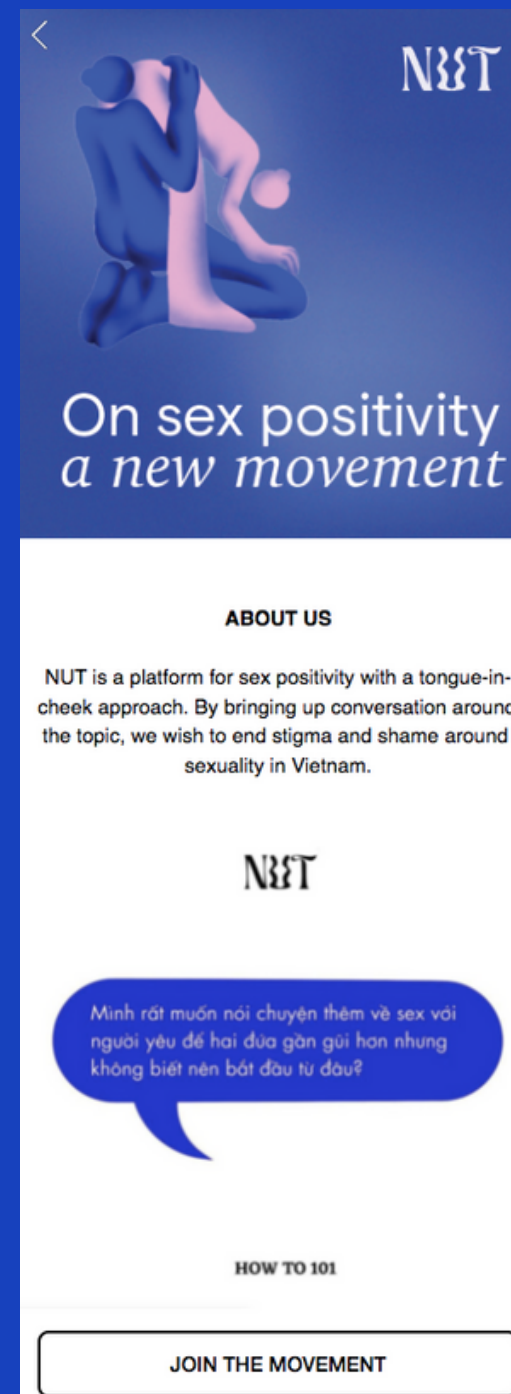 NUT
On sex positivity
a new movement
ABOUT US
NUT is a platform for sex positivity with a tongue-in-
cheek approach. By bringing up conversation around
the topic, we wish to end stigma and shame around
sexuality in Vietnam.
NUT
Mình rất muốn nói chuyện thêm về sex với
người yêu để hai đứa gần gũi hơn nhưng
không biết nên bắt đầu từ đâu?
HOW TO 101
JOIN THE MOVEMENT